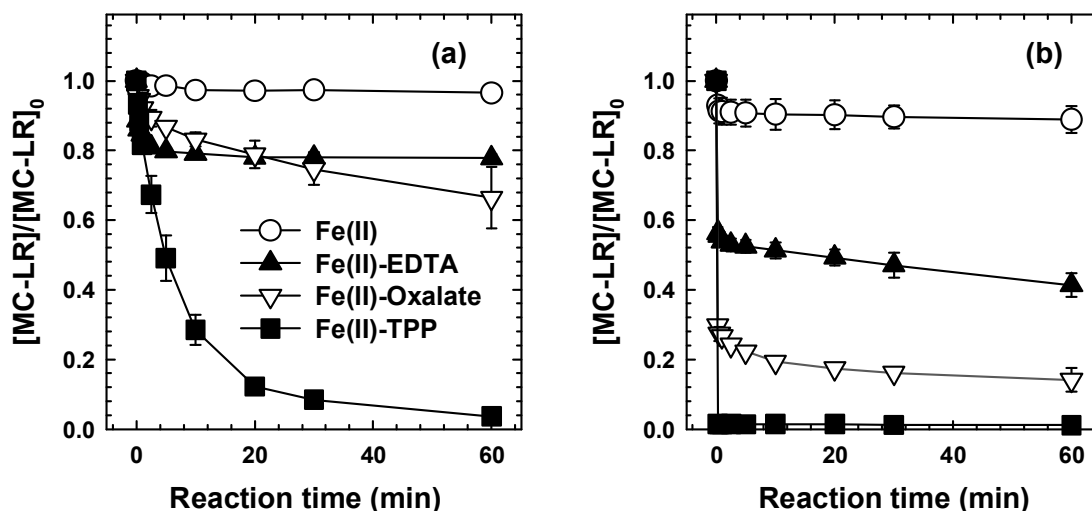 (a)
[MC-LR]/[MC-LR]0
1.0
0.8
0.6
0.4
0.2
0.0
Fe(II)
Fe(II)-EDTA
Fe(II)-Oxalate
Fe(II)-TPP
0 20 40 60
Reaction time (min)
(b)
[MC-LR]/[MC-LR]0
1.0
0.8
0.6
0.4
0.2
0.0
0 20 40 60
Reaction time (min)